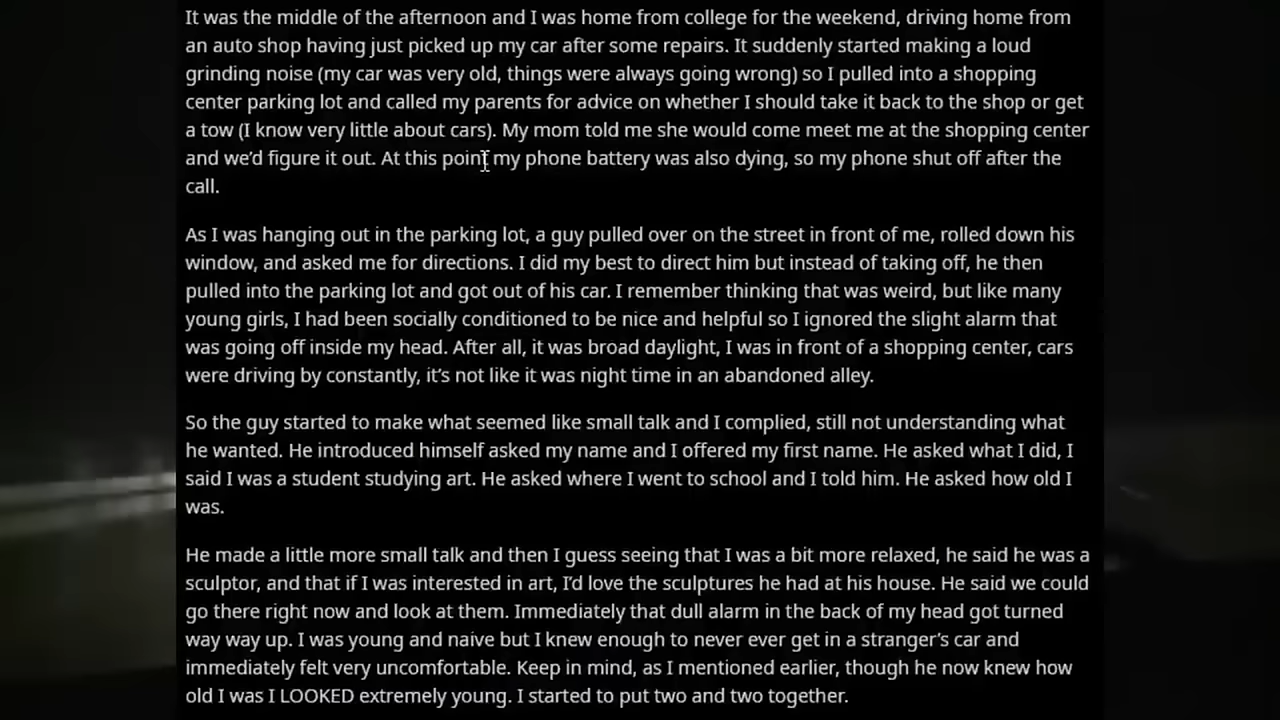 It was the middle of the afternoon and I was home from college for the weekend, driving home from
an auto shop having just picked up my car after some repairs. It suddenly started making a loud
grinding noise (my car was very old, things were always going wrong) so I pulled into a shopping
center parking lot and called my parents for advice on whether I should take it back to the shop or get
a tow (I know very little about cars). My mom told me she would come meet me at the shopping center
and we’d figure it out. At this point my phone battery was also dying, so my phone shut off after the
call.
As I was hanging out in the parking lot, a guy pulled over on the street in front of me, rolled down his
window, and asked me for directions. I did my best to direct him but instead of taking off, he then
pulled into the parking lot and got out of his car. I remember thinking that was weird, but like many
young girls, I had been socially conditioned to be nice and helpful so I ignored the slight alarm that
was going off inside my head. After all, it was broad daylight, I was in front of a shopping center, cars
were driving by constantly, it’s not like it was night time in an abandoned alley.
So the guy started to make what seemed like small talk and I complied, still not understanding what
he wanted. He introduced himself asked my name and I offered my first name. He asked what I did, I
said I was a student studying art. He asked where I went to school and I told him. He asked how old I
was.
He made a little more small talk and then I guess seeing that I was a bit more relaxed, he said he was a
sculptor, and that if I was interested in art, I’d love the sculptures he had at his house. He said we could
go there right now and look at them. Immediately that dull alarm in the back of my head got turned
way way up. I was young and naive but I knew enough to never ever get in a stranger’s car and
immediately felt very uncomfortable. Keep in mind, as I mentioned earlier, though he now knew how
old I was I LOOKED extremely young. I started to put two and two together.